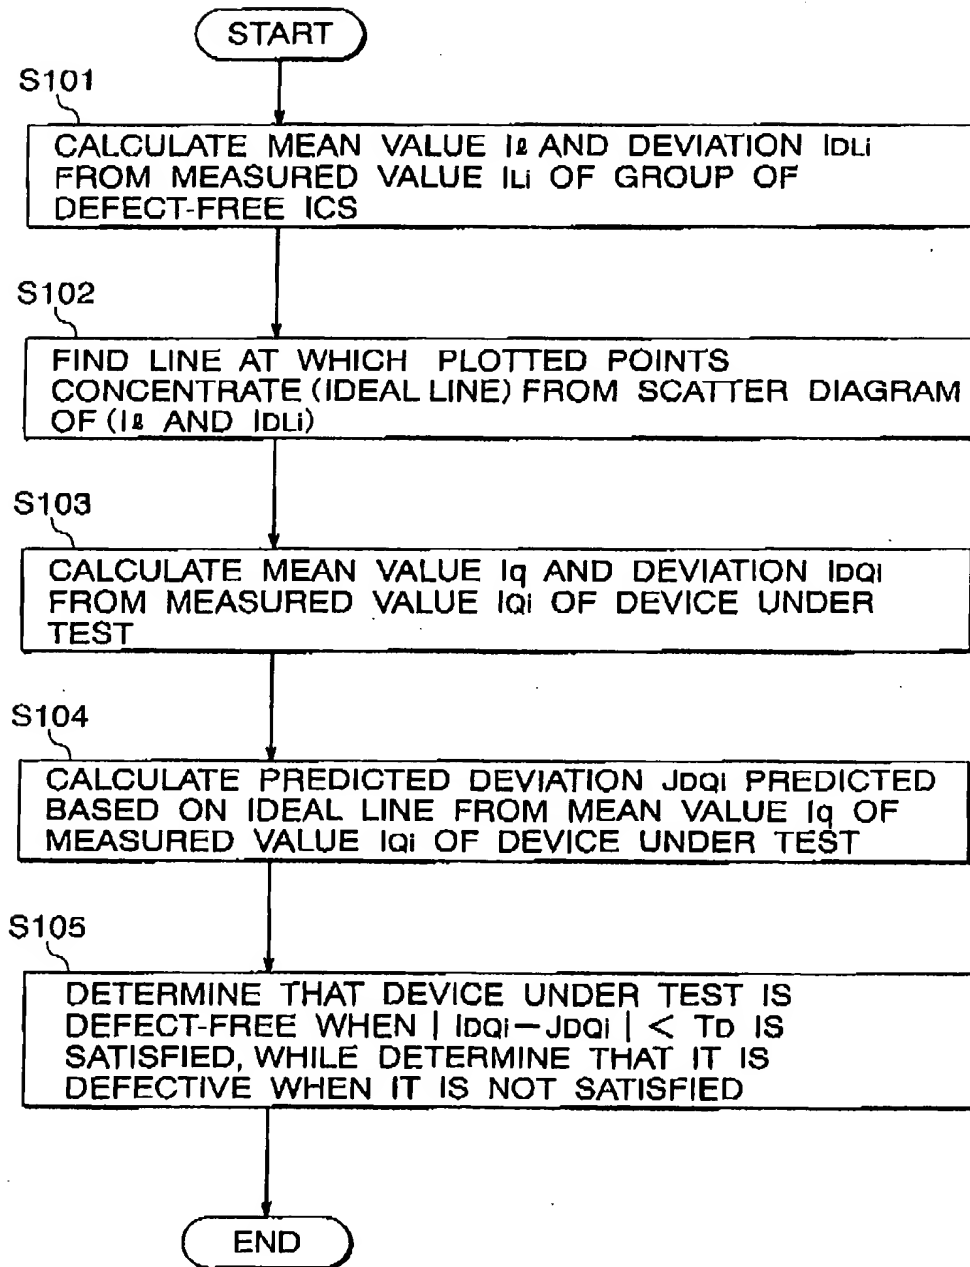 START
S101
CALCULATE MEAN VALUE Iℓ AND DEVIATION IDLi
FROM MEASURED VALUE ILi OF GROUP OF
DEFECT-FREE ICS
S102
FIND LINE AT WHICH PLOTTED POINTS
CONCENTRATE (IDEAL LINE) FROM SCATTER DIAGRAM
OF (Iℓ AND IDLi)
S103
CALCULATE MEAN VALUE Iq AND DEVIATION IDQi
FROM MEASURED VALUE IQi OF DEVICE UNDER
TEST
S104
CALCULATE PREDICTED DEVIATION JDQi PREDICTED
BASED ON IDEAL LINE FROM MEAN VALUE Iq OF
MEASURED VALUE IQi OF DEVICE UNDER TEST
S105
DETERMINE THAT DEVICE UNDER TEST IS
DEFECT-FREE WHEN | IDQi−JDQi | < TD IS
SATISFIED, WHILE DETERMINE THAT IT IS
DEFECTIVE WHEN IT IS NOT SATISFIED
END